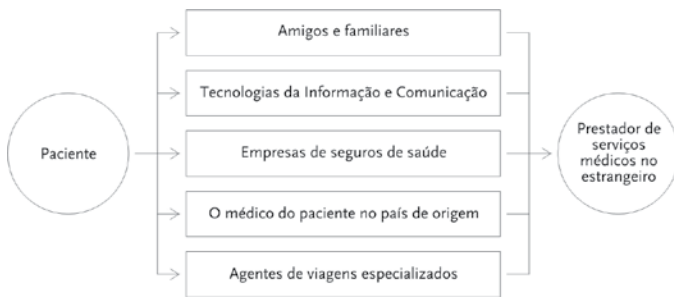 Amigos e familiares
Tecnologias da Informação e Comunicação
Paciente
Empresas de seguros de saúde
Prestador de
serviços
médicos no
estrangeiro
O médico do paciente no país de origem
Agentes de viagens especializados